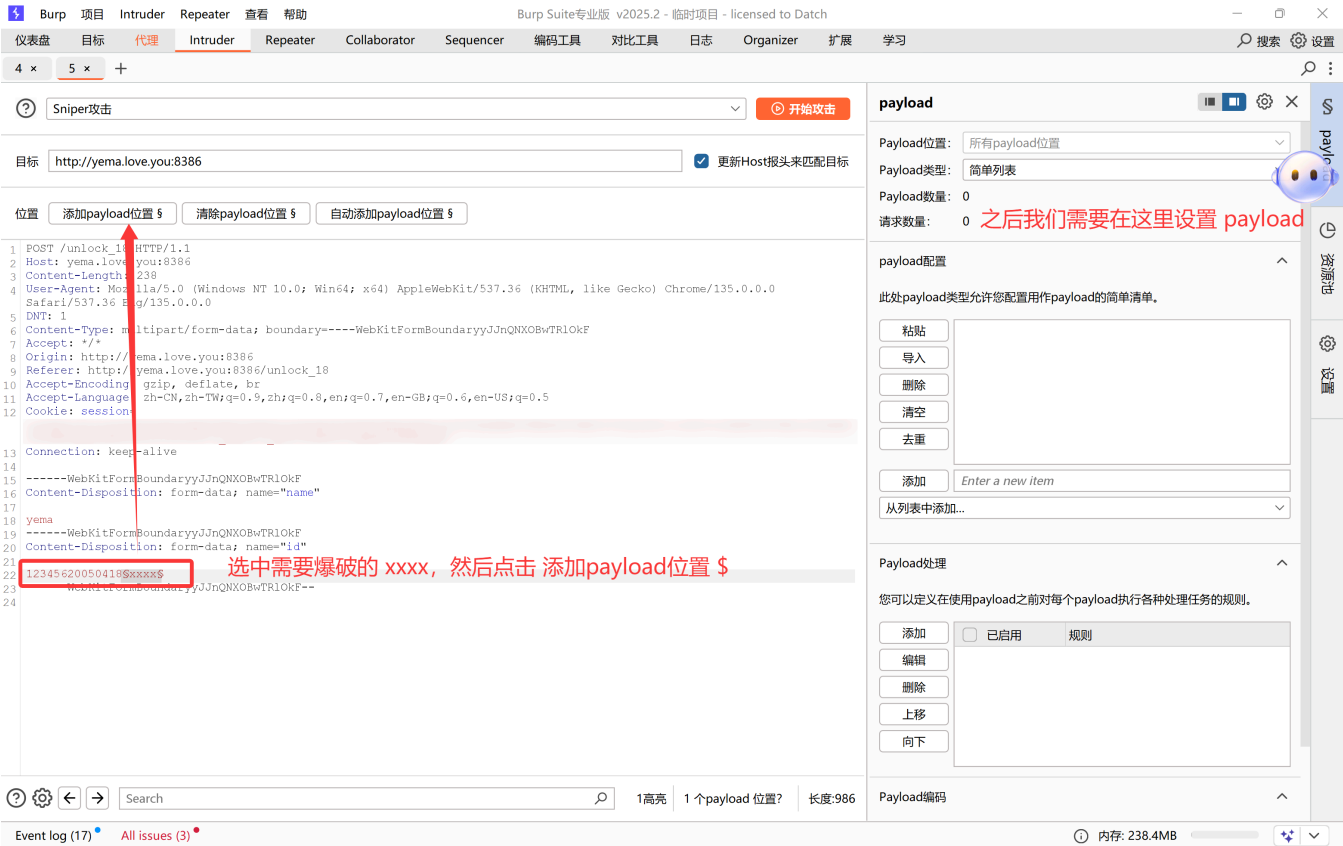 Burp 项目 Intruder Repeater 查看 帮助
Burp Suite专业版 v2025.2 - 临时项目 - licensed to Datch
仪表盘 目标 代理 Intruder Repeater Collaborator Sequencer 编码工具 对比工具 日志 Organizer 扩展 学习
搜索 设置
4 × 5 × +
Sniper攻击
开始攻击
目标 http://yema.love.you:8386
更新Host报头来匹配目标
位置 添加payload位置 § 清除payload位置 § 自动添加payload位置 §
1 POST /unlock_18 HTTP/1.1
2 Host: yema.love.you:8386
3 Content-Length: 238
4 User-Agent: Mozilla/5.0 (Windows NT 10.0; Win64; x64) AppleWebKit/537.36 (KHTML, like Gecko) Chrome/135.0.0.0
Safari/537.36 Edg/135.0.0.0
5 DNT: 1
6 Content-Type: multipart/form-data; boundary=----WebKitFormBoundaryyJJnQNXOBwTRlOkF
7 Accept: */*
8 Origin: http://yema.love.you:8386
9 Referer: http://yema.love.you:8386/unlock_18
10 Accept-Encoding: gzip, deflate, br
11 Accept-Language: zh-CN,zh-TW;q=0.9,zh;q=0.8,en;q=0.7,en-GB;q=0.6,en-US;q=0.5
12 Cookie: session=
13 Connection: keep-alive
14
15 ------WebKitFormBoundaryyJJnQNXOBwTRlOkF
16 Content-Disposition: form-data; name="name"
17
18 yema
19 ------WebKitFormBoundaryyJJnQNXOBwTRlOkF
20 Content-Disposition: form-data; name="id"
21
22 12345620050418§xxxx§
23 ------WebKitFormBoundaryyJJnQNXOBwTRlOkF--
24
选中需要爆破的 xxxx，然后点击 添加payload位置 $
Search
1高亮 1 个payload 位置? 长度:986
payload
Payload位置: 所有payload位置
Payload类型: 简单列表
Payload数量: 0
请求数量: 0
之后我们需要在这里设置 payload
payload配置
此处payload类型允许您配置用作payload的简单清单。
粘贴
导入
删除
清空
去重
添加 Enter a new item
从列表中添加...
Payload处理
您可以定义在使用payload之前对每个payload执行各种处理任务的规则。
添加 已启用 规则
编辑
删除
上移
向下
Payload编码
§
资源池
设置
Event log (17) All issues (3)
内存: 238.4MB